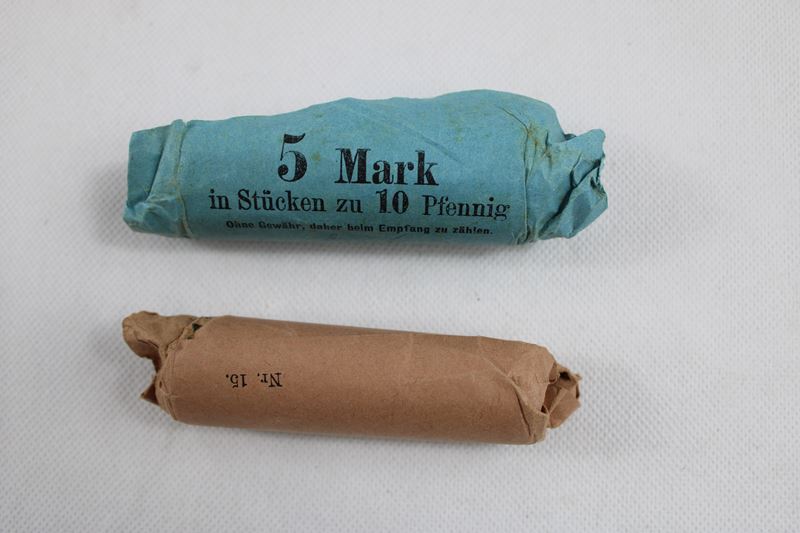 5 Mark
in Stücken zu 10 Pfennig
Ohne Gewähr, daher beim Empfang zu zählen.
Nr. 15.